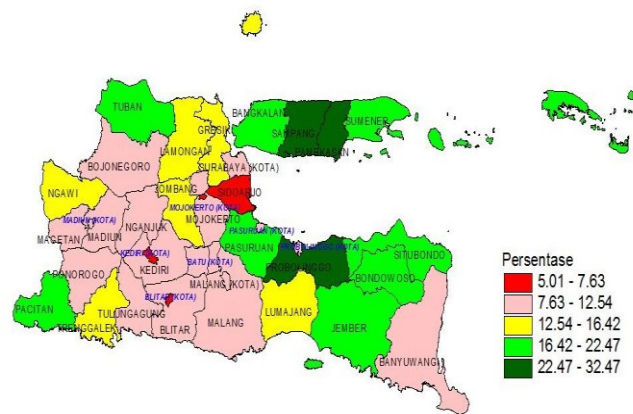 TUBAN
BANGKALAN
SAMPANG
PAMEKASAN
SUMENEP
GRESIK
LAMONGAN
BOJONEGORO
SURABAYA (KOTA)
SIDOARJO
JOMBANG
NGAWI
MOJOKERTO (KOTA)
MOJOKERTO
MADIUN (KOTA)
NGANJUK
MAGETAN
MADIUN
PASURUAN (KOTA)
PASURUAN
KEDIRI (KOTA)
KEDIRI
BATU (KOTA)
PROBOLINGGO (KOTA)
PROBOLINGGO
SITUBONDO
BONDOWOSO
PONOROGO
MALANG (KOTA)
BLITAR (KOTA)
PACITAN
TRENGGALEK
TULUNGAGUNG
BLITAR
MALANG
LUMAJANG
JEMBER
BANYUWANGI
Persentase
5.01 - 7.63
7.63 - 12.54
12.54 - 16.42
16.42 - 22.47
22.47 - 32.47